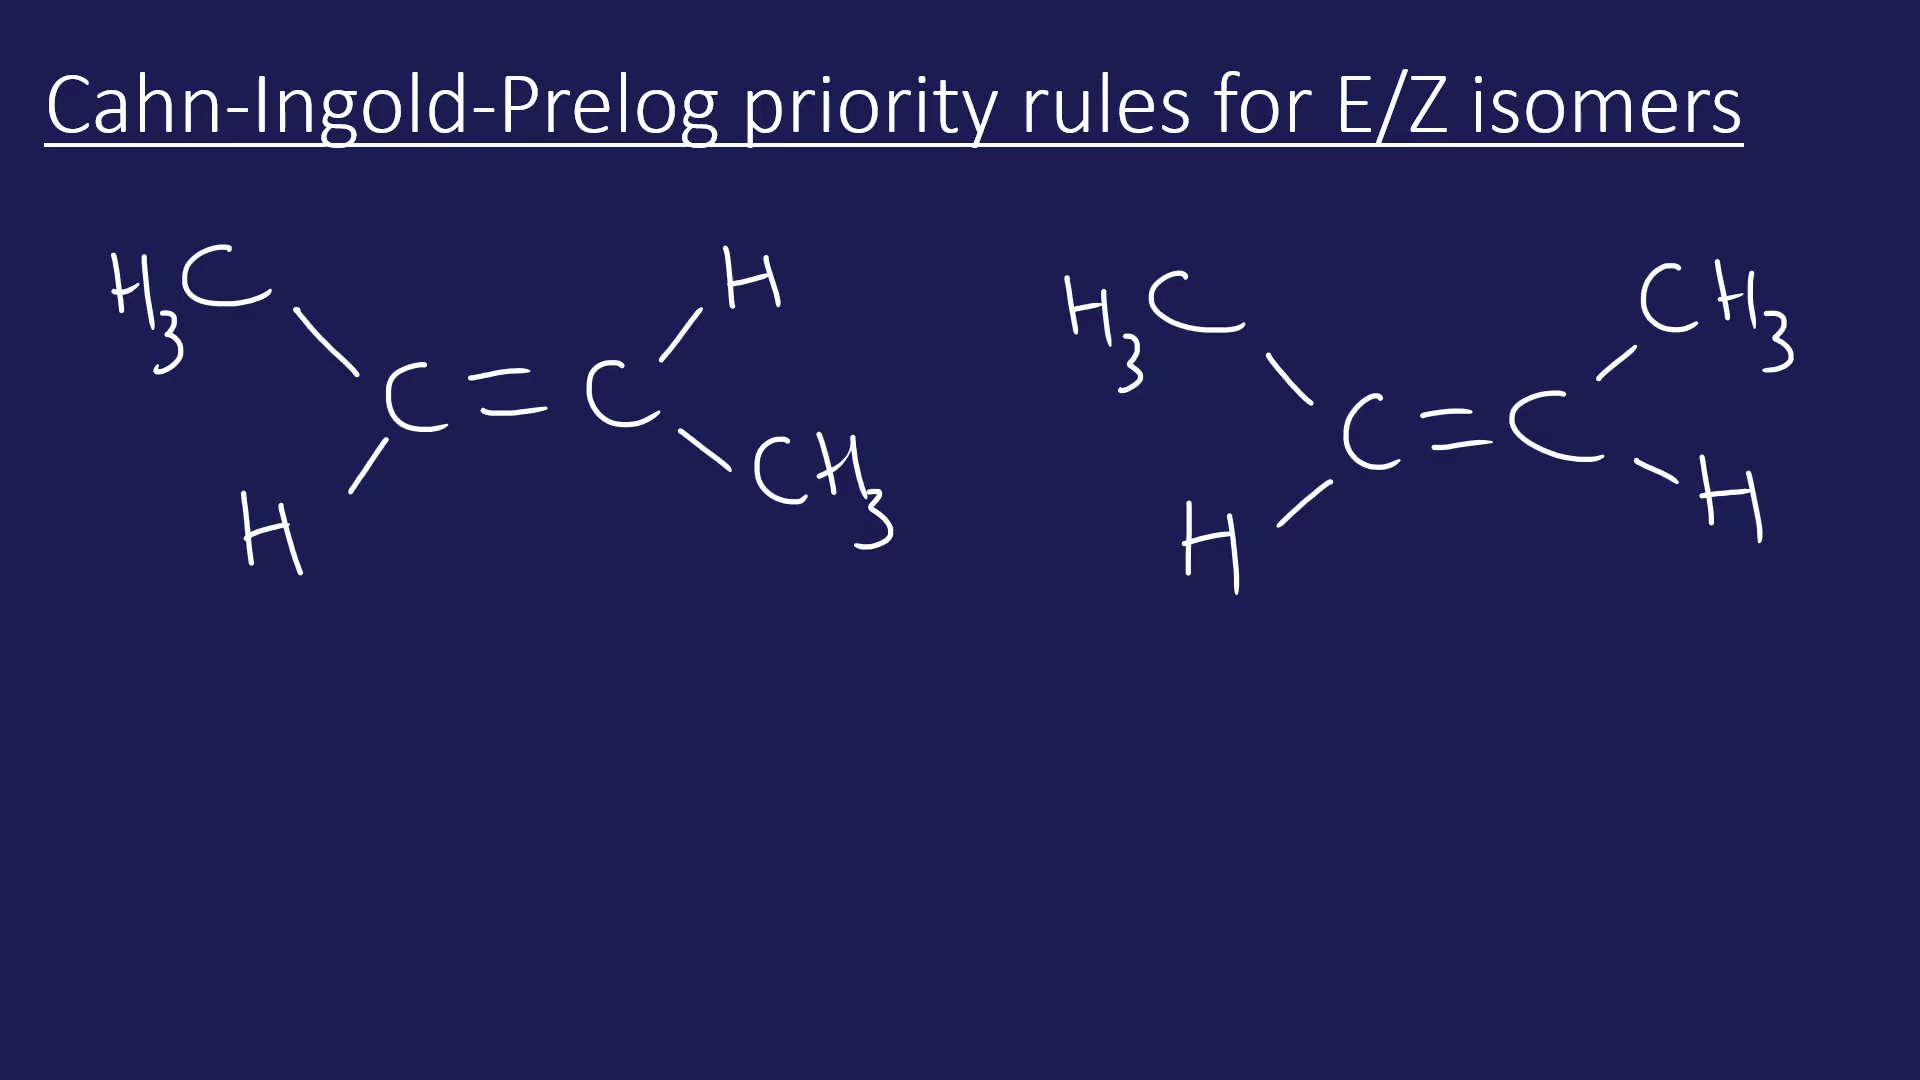 Cahn-Ingold-Prelog priority rules for E/Z isomers
H3C H H3C CH3
C=C C=C
H CH3 H H